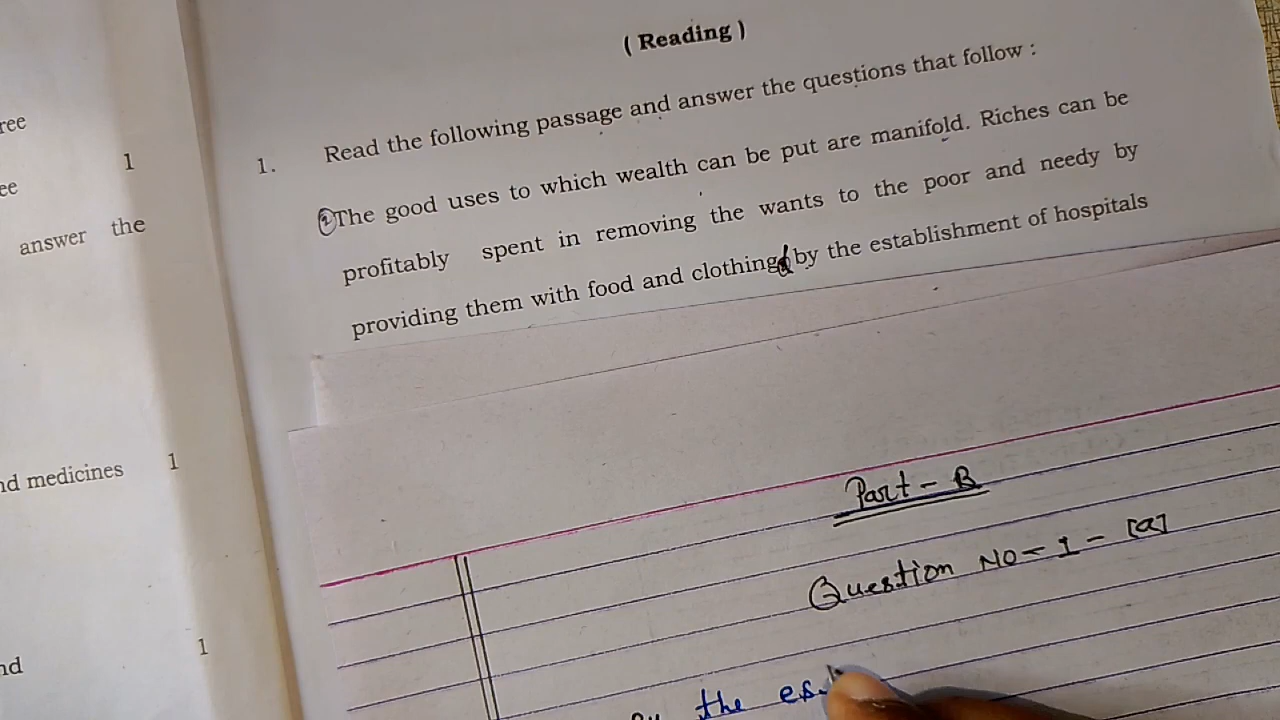 ( Reading )
1. Read the following passage and answer the questions that follow :
The good uses to which wealth can be put are manifold. Riches can be
profitably spent in removing the wants to the poor and needy by
providing them with food and clothing by the establishment of hospitals
1
answer the
nd medicines 1
1
Part - B
Question No - 1 - [a]
the